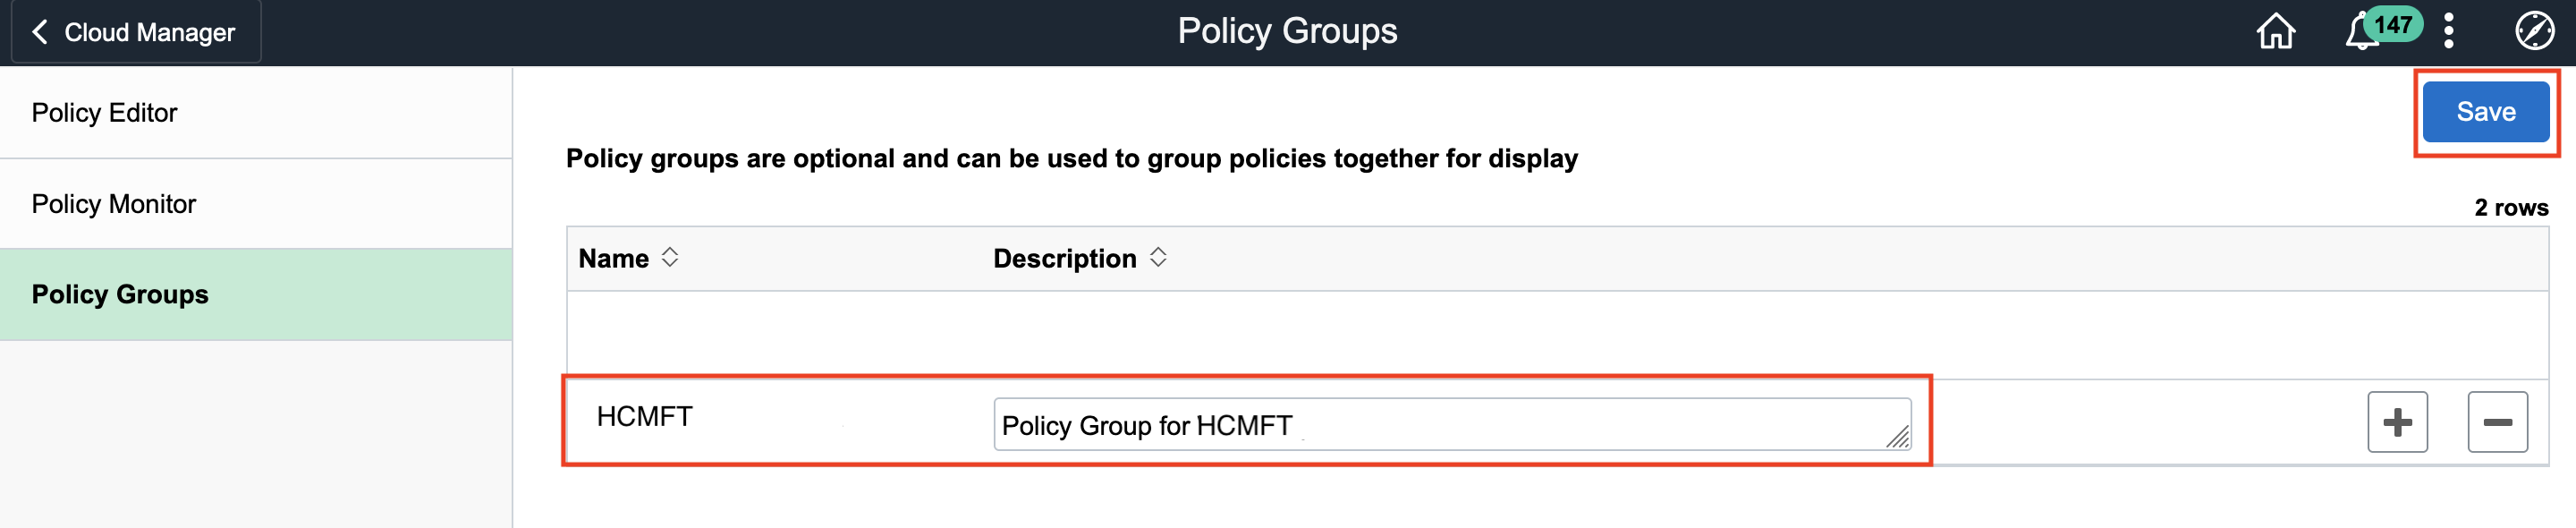 Cloud Manager
Policy Groups
147
Policy Editor
Policy Monitor
Policy Groups
Save
Policy groups are optional and can be used to group policies together for display
2 rows
Name Description
HCMFT Policy Group for HCMFT